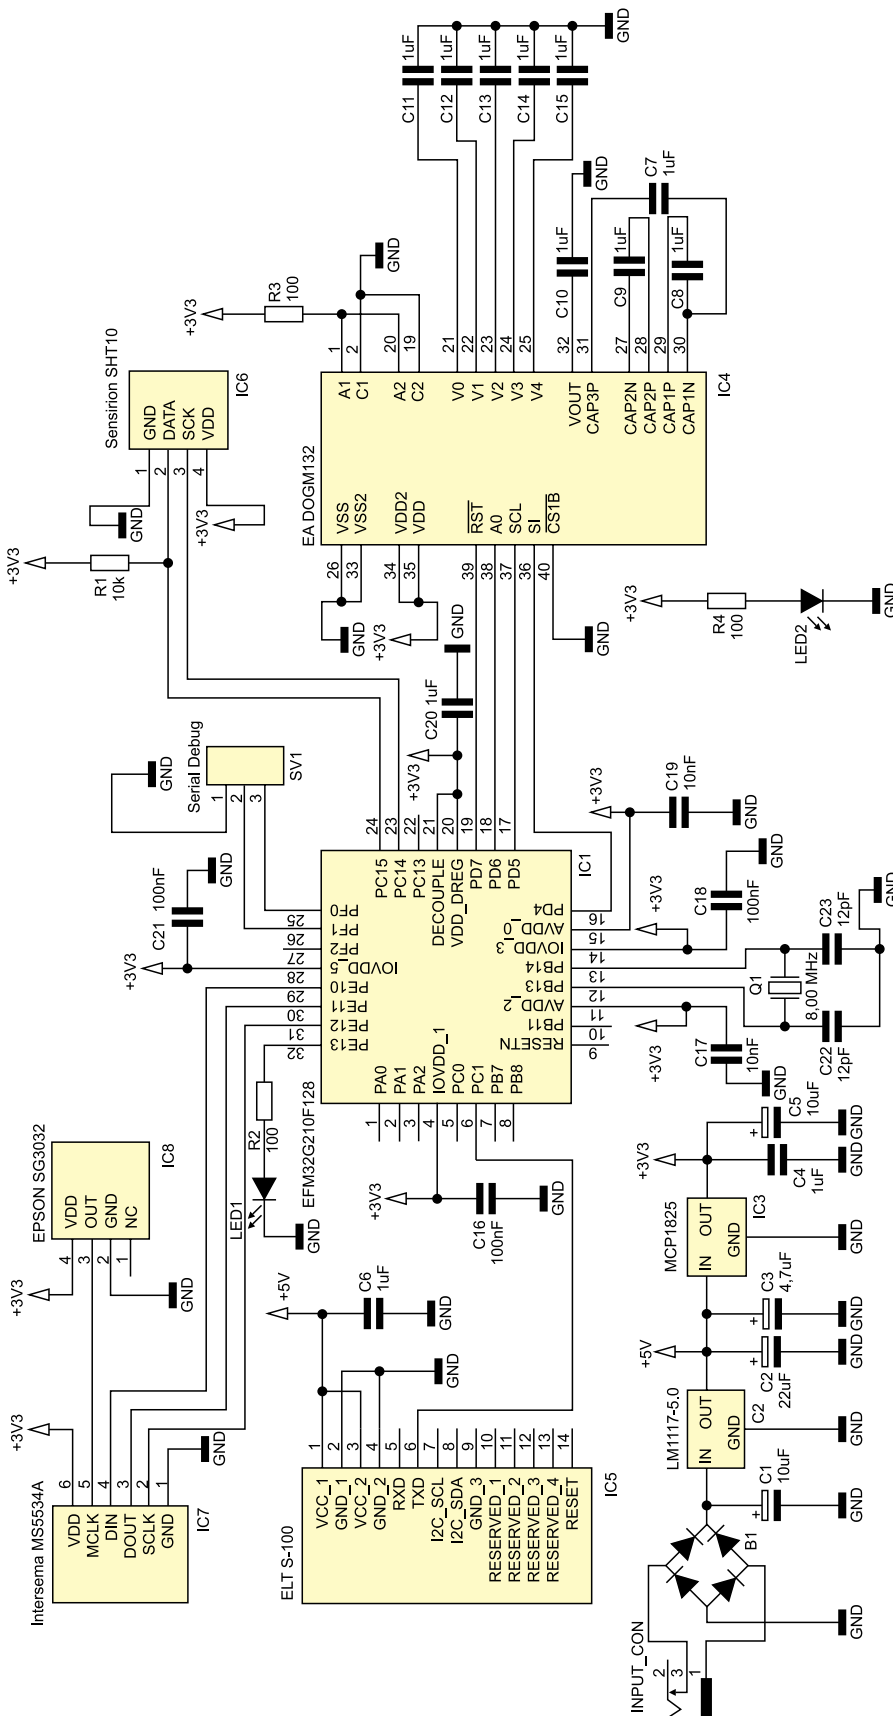 C11 1uF
C12 1uF
C13 1uF
C14 1uF
C15 1uF
GND
GND
C10 1uF
C9 1uF
C8 1uF
C7
1uF
+3V3
R3
100
GND
1 A1
2 C1
20 A2
19 C2
21 V0
22 V1
23 V2
24 V3
25 V4
32 VOUT
31 CAP3P
27 CAP2N
28 CAP2P
29 CAP1P
30 CAP1N
IC4
EA DOGM132
26 VSS
33 VSS2
34 VDD2
35 VDD
39 RST
38 A0
37 SCL
36 SI
40 CS1B
GND
+3V3
GND
Sensirion SHT10
IC6
1 GND
2 DATA
3 SCK
4 VDD
GND
+3V3
+3V3
R1
10k
+3V3
R4
100
LED2
GND
Serial Debug
SV1
1
2
3
GND
C20 1uF
GND
+3V3
C21 100nF
GND
+3V3
24 PC15
23 PC14
22 PC13
21 DECOUPLE
20 VDD_DREG
19 PD7
18 PD6
17 PD5
IC1
25 PF0
26 PF1
27 PF2
28 IOVDD_5
29 PE10
30 PE11
31 PE12
32 PE13
1 PA0
2 PA1
3 PA2
4 IOVDD_1
5 PC0
6 PC1
7 PB7
8 PB8
16 PD4
15 AVDD_0
14 IOVDD_3
13 PB14
12 PB13
11 AVDD_2
10 PB11
9 RESETN
EFM32G210F128
+3V3
C19
10nF
GND
+3V3
C18
100nF
GND
Q1
8,00 MHz
C23
12pF
C22
12pF
GND
+3V3
C17
10nF
GND
R2
100
LED1
GND
+3V3
C16
100nF
GND
EPSON SG3032
IC8
4 VDD
3 OUT
2 GND
1 NC
+3V3
GND
Intersema MS5534A
IC7
6 VDD
5 MCLK
4 DIN
3 DOUT
2 SCLK
1 GND
+3V3
GND
+5V
C6
1uF
GND
GND
ELT S-100
IC5
1 VCC_1
2 GND_1
3 VCC_2
4 GND_2
5 RXD
6 TXD
7 I2C_SCL
8 I2C_SDA
9 GND_3
10 RESERVED_1
11 RESERVED_2
12 RESERVED_3
13 RESERVED_4
14 RESET
INPUT_CON
2
3
1
B1
GND
+ C1
10uF
GND
LM1117-5.0
IN OUT
GND
C2
GND
+5V
+ C2
22uF
GND
+ C3
4,7uF
GND
MCP1825
IN OUT
GND
IC3
GND
+3V3
C4
1uF
GND
+ C5
10uF
GND